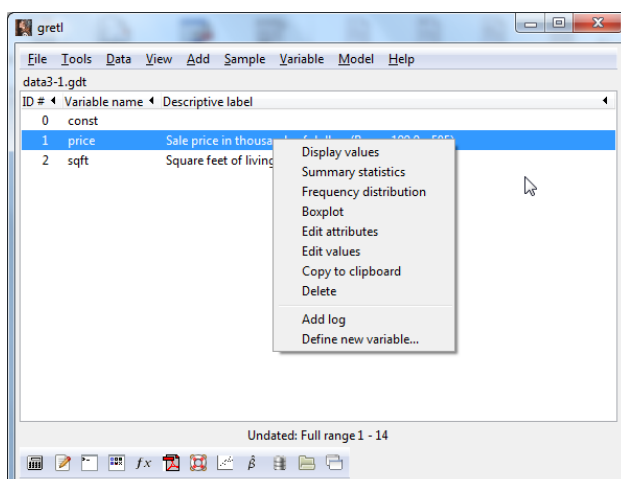 gretl
File Tools Data View Add Sample Variable Model Help
data3-1.gdt
ID # Variable name Descriptive label
0 const
1 price Sale price in
2 sqft Square feet of living
Display values
Summary statistics
Frequency distribution
Boxplot
Edit attributes
Edit values
Copy to clipboard
Delete
Add log
Define new variable...
Undated: Full range 1 - 14
fx
β̂